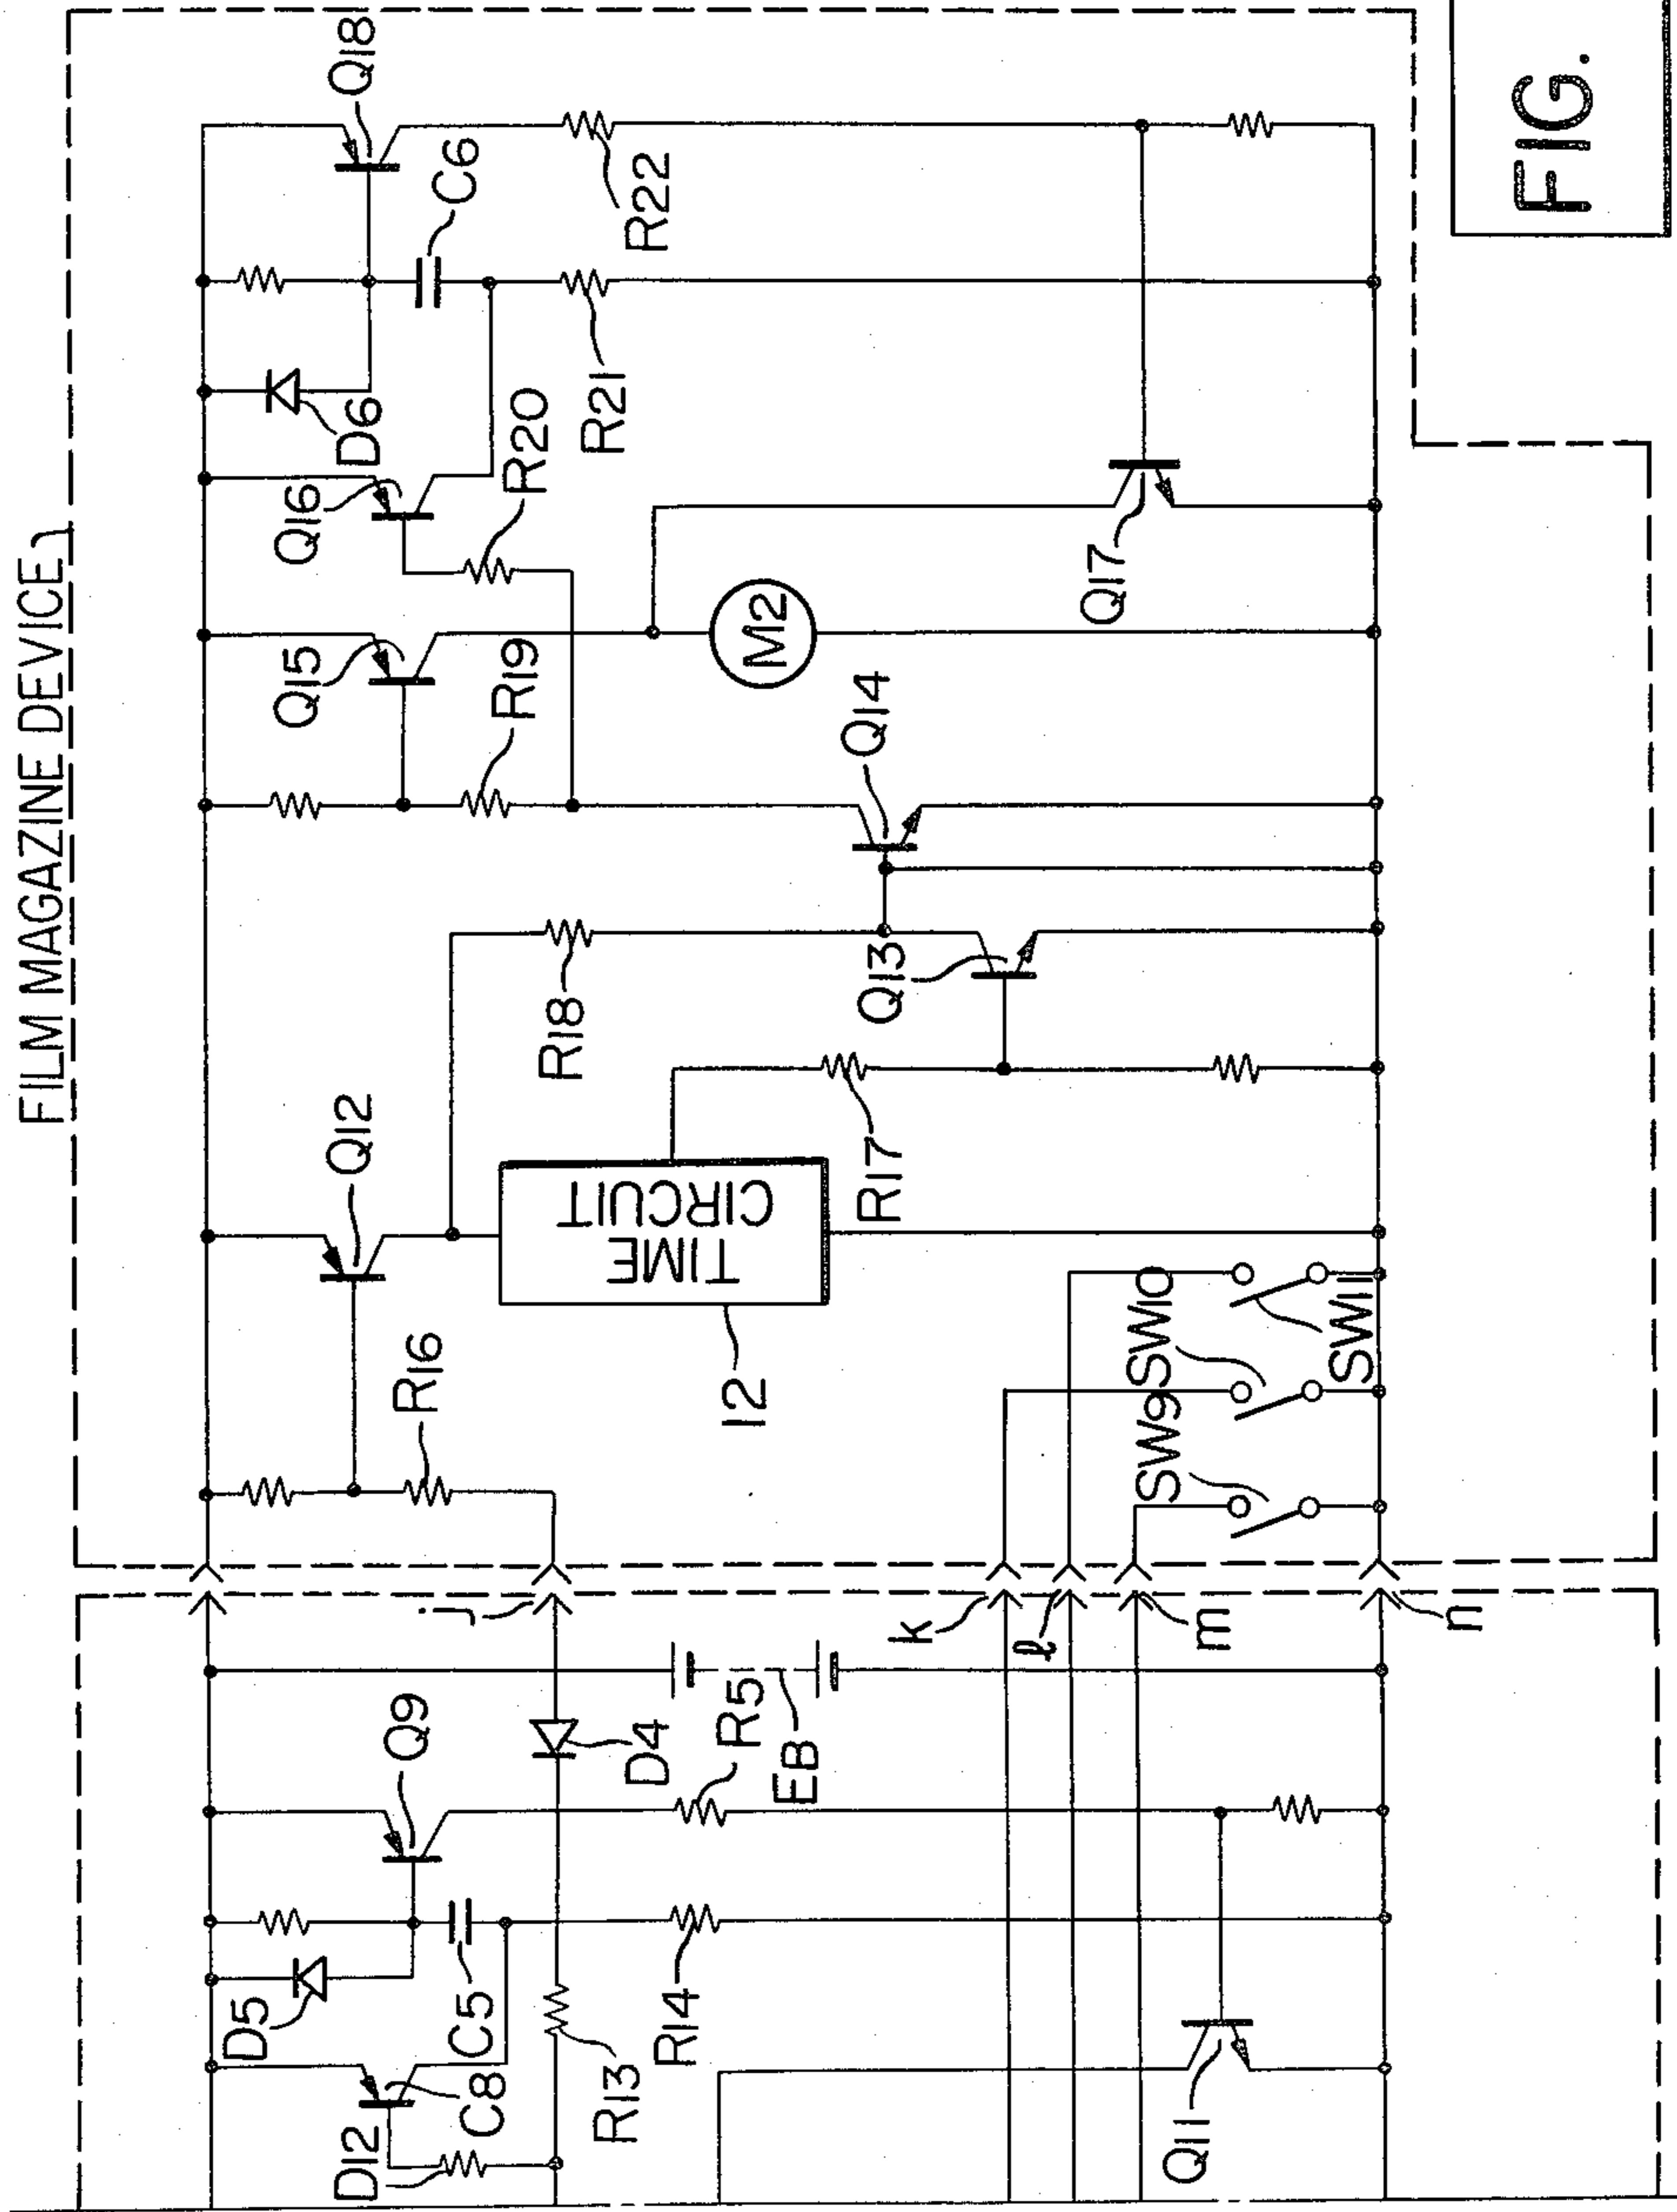 FILM MAGAZINE DEVICE
Q18
C6
R22
D6
R21
Q16
R20
Q17
Q15
R19
M2
Q14
R18
Q13
Q12
TIME
CIRCUIT
R17
R16
12
SW10
SW11
SW9
j
k
ℓ
m
n
Q9
D4
R5
EB
D5
C5
R14
C8
R13
D12
Q11
FIG.